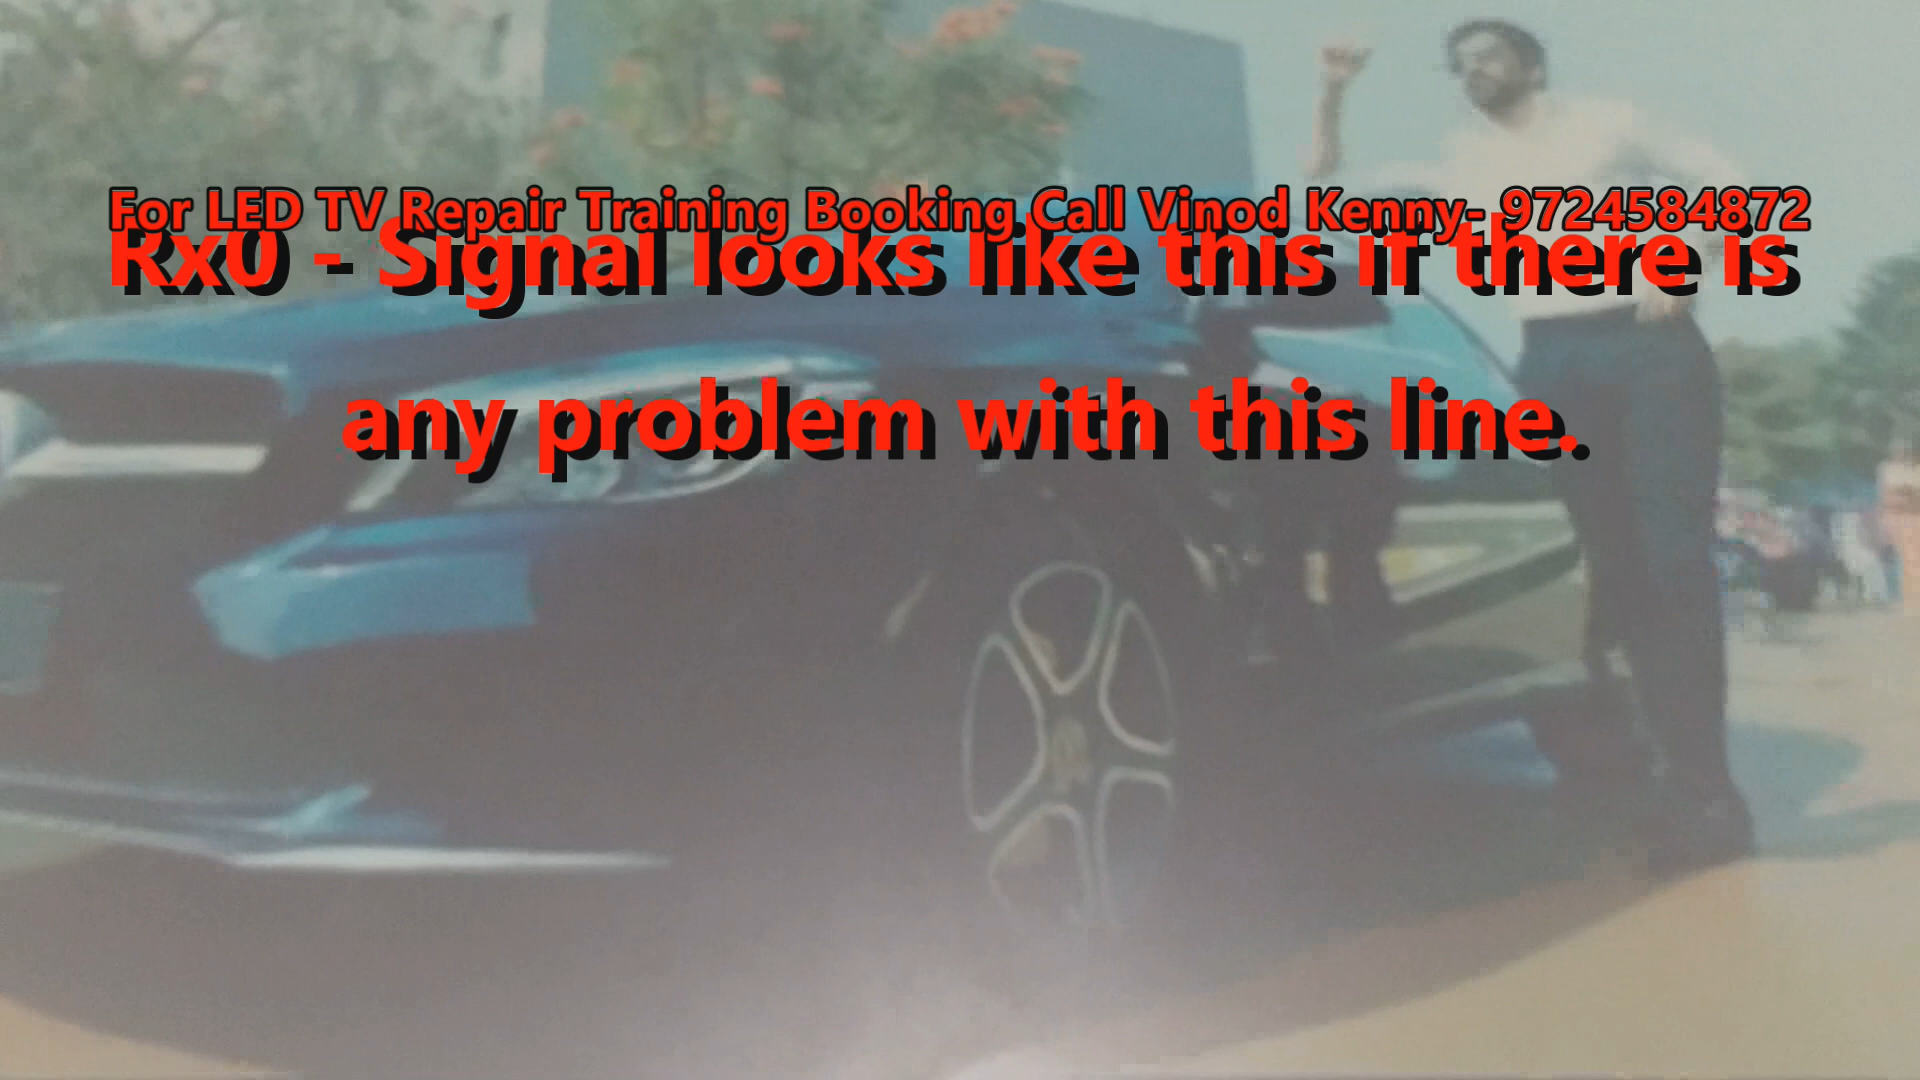 For LED TV Repair Training Booking Call Vinod Kenny- 9724584872
Rx0 - Signal looks like this if there is
any problem with this line.